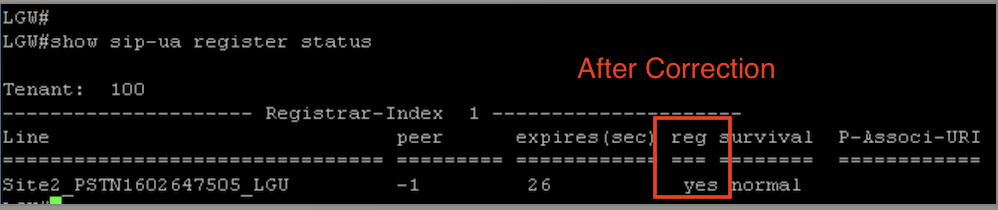 LGW#
LGW#show sip-ua register status
After Correction
Tenant:  100
--------------------- Registrar-Index  1 ---------------------
Line                             peer      expires(sec) reg survival P-Associ-URI
================================ ========= ============ === ======== ============
Site2_PSTN1602647505_LGU         -1         26           yes normal
LGW#